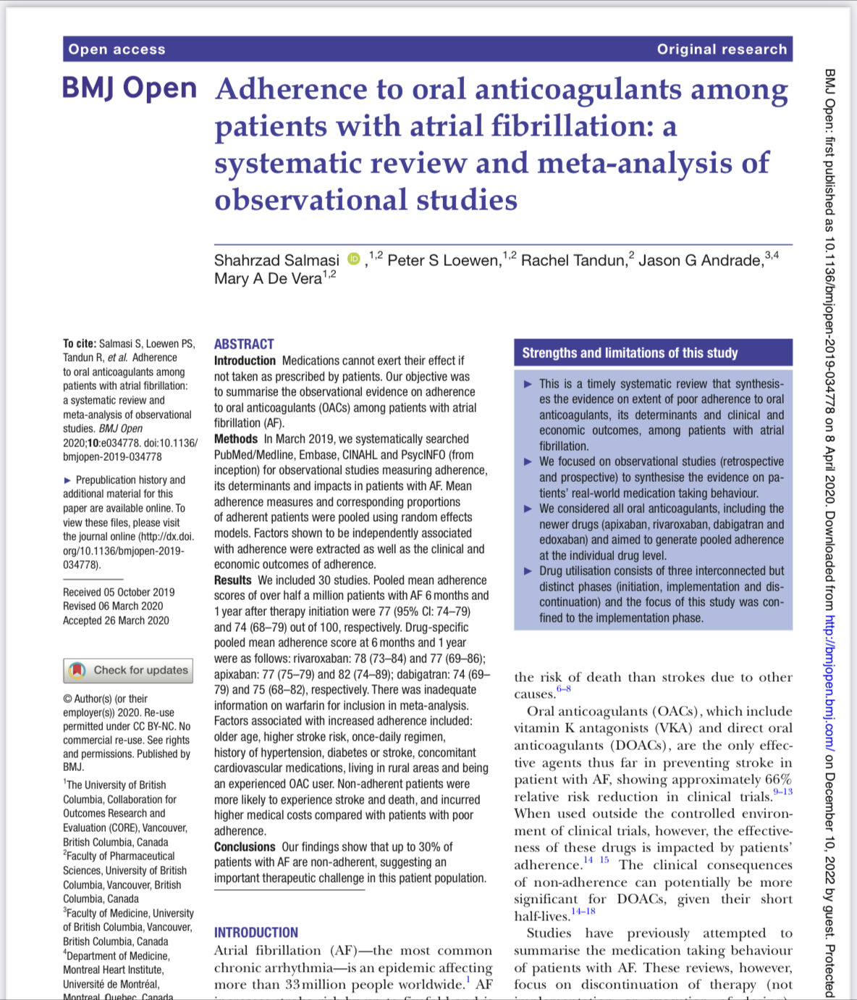 Open access
Original research
BMJ Open
Adherence to oral anticoagulants among
patients with atrial fibrillation: a
systematic review and meta-analysis of
observational studies
Shahrzad Salmasi iD ,1,2 Peter S Loewen,1,2 Rachel Tandun,2 Jason G Andrade,3,4
Mary A De Vera1,2
To cite: Salmasi S, Loewen PS,
Tandun R, et al. Adherence
to oral anticoagulants among
patients with atrial fibrillation:
a systematic review and
meta-analysis of observational
studies. BMJ Open
2020;10:e034778. doi:10.1136/
bmjopen-2019-034778
► Prepublication history and
additional material for this
paper are available online. To
view these files, please visit
the journal online (http://dx.doi.
org/10.1136/bmjopen-2019-
034778).
Received 05 October 2019
Revised 06 March 2020
Accepted 26 March 2020
Check for updates
© Author(s) (or their
employer(s)) 2020. Re-use
permitted under CC BY-NC. No
commercial re-use. See rights
and permissions. Published by
BMJ.
1The University of British
Columbia, Collaboration for
Outcomes Research and
Evaluation (CORE), Vancouver,
British Columbia, Canada
2Faculty of Pharmaceutical
Sciences, University of British
Columbia, Vancouver, British
Columbia, Canada
3Faculty of Medicine, University
of British Columbia, Vancouver,
British Columbia, Canada
4Department of Medicine,
Montreal Heart Institute,
Université de Montréal,
Montreal, Quebec, Canada
ABSTRACT
Introduction Medications cannot exert their effect if
not taken as prescribed by patients. Our objective was
to summarise the observational evidence on adherence
to oral anticoagulants (OACs) among patients with atrial
fibrillation (AF).
Methods In March 2019, we systematically searched
PubMed/Medline, Embase, CINAHL and PsycINFO (from
inception) for observational studies measuring adherence,
its determinants and impacts in patients with AF. Mean
adherence measures and corresponding proportions
of adherent patients were pooled using random effects
models. Factors shown to be independently associated
with adherence were extracted as well as the clinical and
economic outcomes of adherence.
Results We included 30 studies. Pooled mean adherence
scores of over half a million patients with AF 6 months and
1 year after therapy initiation were 77 (95% CI: 74–79)
and 74 (68–79) out of 100, respectively. Drug-specific
pooled mean adherence score at 6 months and 1 year
were as follows: rivaroxaban: 78 (73–84) and 77 (69–86);
apixaban: 77 (75–79) and 82 (74–89); dabigatran: 74 (69–
79) and 75 (68–82), respectively. There was inadequate
information on warfarin for inclusion in meta-analysis.
Factors associated with increased adherence included:
older age, higher stroke risk, once-daily regimen,
history of hypertension, diabetes or stroke, concomitant
cardiovascular medications, living in rural areas and being
an experienced OAC user. Non-adherent patients were
more likely to experience stroke and death, and incurred
higher medical costs compared with patients with poor
adherence.
Conclusions Our findings show that up to 30% of
patients with AF are non-adherent, suggesting an
important therapeutic challenge in this patient population.
INTRODUCTION
Atrial fibrillation (AF)—the most common
chronic arrhythmia—is an epidemic affecting
more than 33 million people worldwide.1 AF
Strengths and limitations of this study
► This is a timely systematic review that synthesis-
es the evidence on extent of poor adherence to oral
anticoagulants, its determinants and clinical and
economic outcomes, among patients with atrial
fibrillation.
► We focused on observational studies (retrospective
and prospective) to synthesise the evidence on pa-
tients' real-world medication taking behaviour.
► We considered all oral anticoagulants, including the
newer drugs (apixaban, rivaroxaban, dabigatran and
edoxaban) and aimed to generate pooled adherence
at the individual drug level.
► Drug utilisation consists of three interconnected but
distinct phases (initiation, implementation and dis-
continuation) and the focus of this study was con-
fined to the implementation phase.
the risk of death than strokes due to other
causes.6–8
Oral anticoagulants (OACs), which include
vitamin K antagonists (VKA) and direct oral
anticoagulants (DOACs), are the only effec-
tive agents thus far in preventing stroke in
patient with AF, showing approximately 66%
relative risk reduction in clinical trials.9–13
When used outside the controlled environ-
ment of clinical trials, however, the effective-
ness of these drugs is impacted by patients'
adherence.14 15 The clinical consequences
of non-adherence can potentially be more
significant for DOACs, given their short
half-lives.14–18
Studies have previously attempted to
summarise the medication taking behaviour
of patients with AF. These reviews, however,
focus on discontinuation of therapy (not
BMJ Open: first published as 10.1136/bmjopen-2019-034778 on 8 April 2020. Downloaded from http://bmjopen.bmj.com/ on December 10, 2022 by guest. Protected